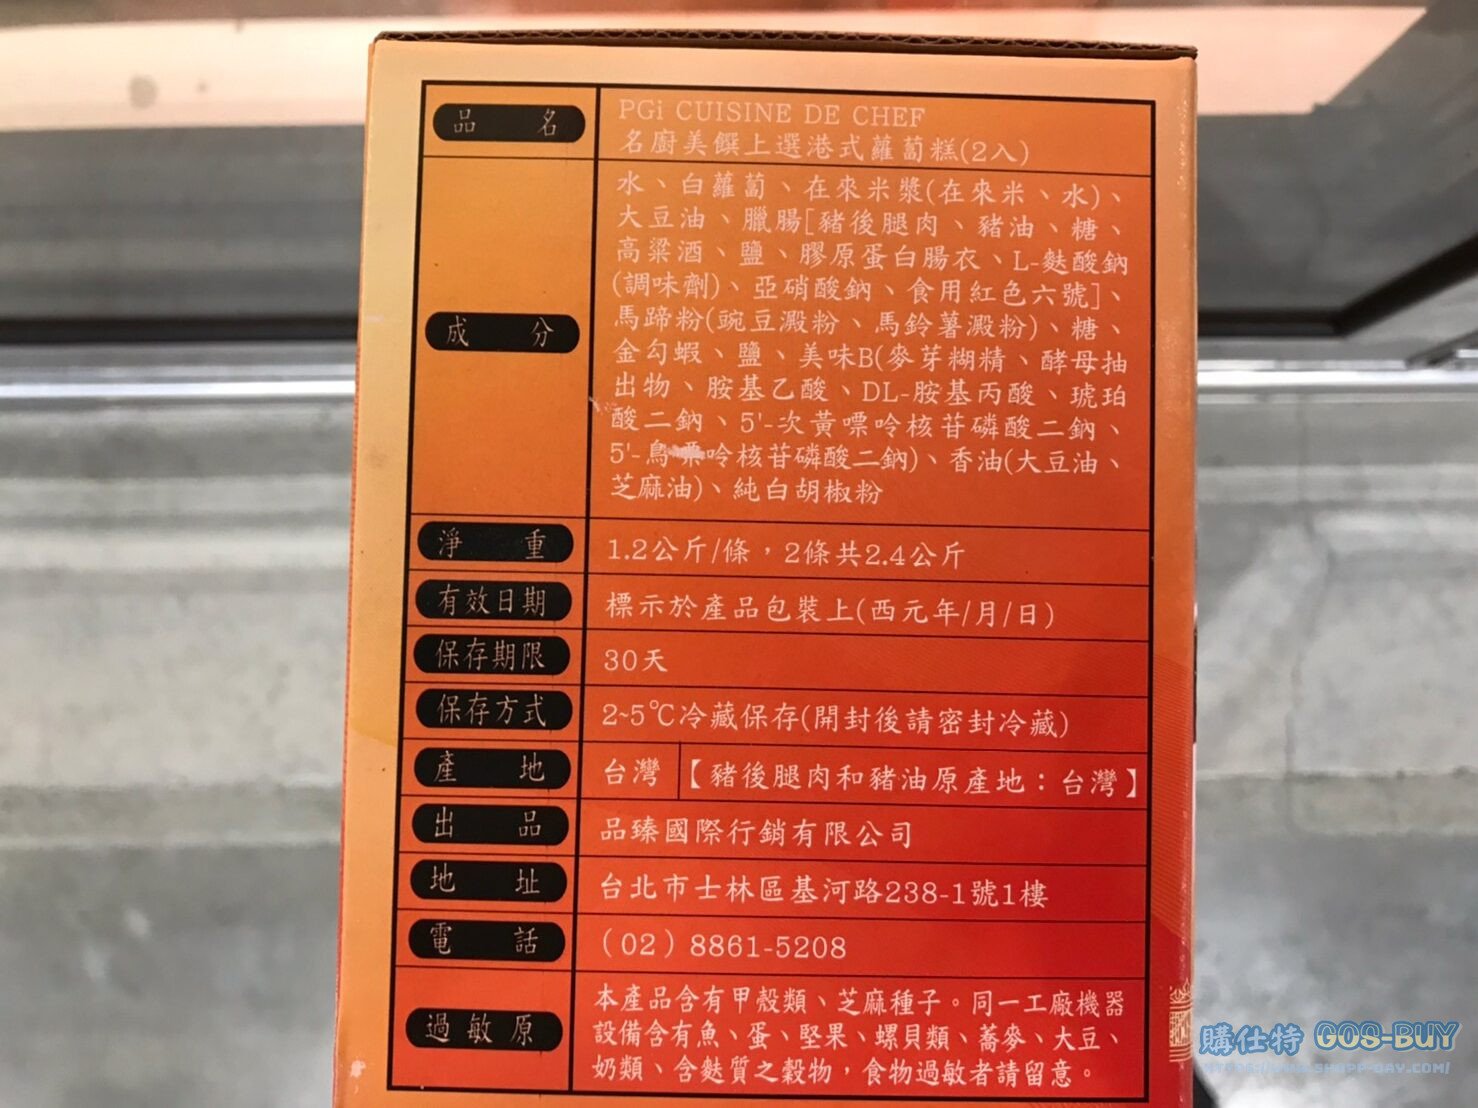 品名
PGi CUISINE DE CHEF
名廚美饌上選港式蘿蔔糕(2入)
成分
水、白蘿蔔、在來米漿(在來米、水)、
大豆油、臘腸[豬後腿肉、豬油、糖、
高粱酒、鹽、膠原蛋白腸衣、L-麩酸鈉
(調味劑)、亞硝酸鈉、食用紅色六號]、
馬蹄粉(豌豆澱粉、馬鈴薯澱粉)、糖、
金勾蝦、鹽、美味B(麥芽糊精、酵母抽
出物、胺基乙酸、DL-胺基丙酸、琥珀
酸二鈉、5'-次黃嘌呤核苷磷酸二鈉、
5'-鳥嘌呤核苷磷酸二鈉)、香油(大豆油、
芝麻油)、純白胡椒粉
淨重
1.2公斤/條，2條共2.4公斤
有效日期
標示於產品包裝上(西元年/月/日)
保存期限
30天
保存方式
2~5℃冷藏保存(開封後請密封冷藏)
產地
台灣【豬後腿肉和豬油原產地：台灣】
出品
品臻國際行銷有限公司
地址
台北市士林區基河路238-1號1樓
電話
(02)8861-5208
過敏原
本產品含有甲殼類、芝麻種子。同一工廠機器
設備含有魚、蛋、堅果、螺貝類、蕎麥、大豆、
奶類、含麩質之穀物，食物過敏者請留意。
購仕特 GOS-BUY
HTTPS://WWW.SHOPP-DAY.COM/